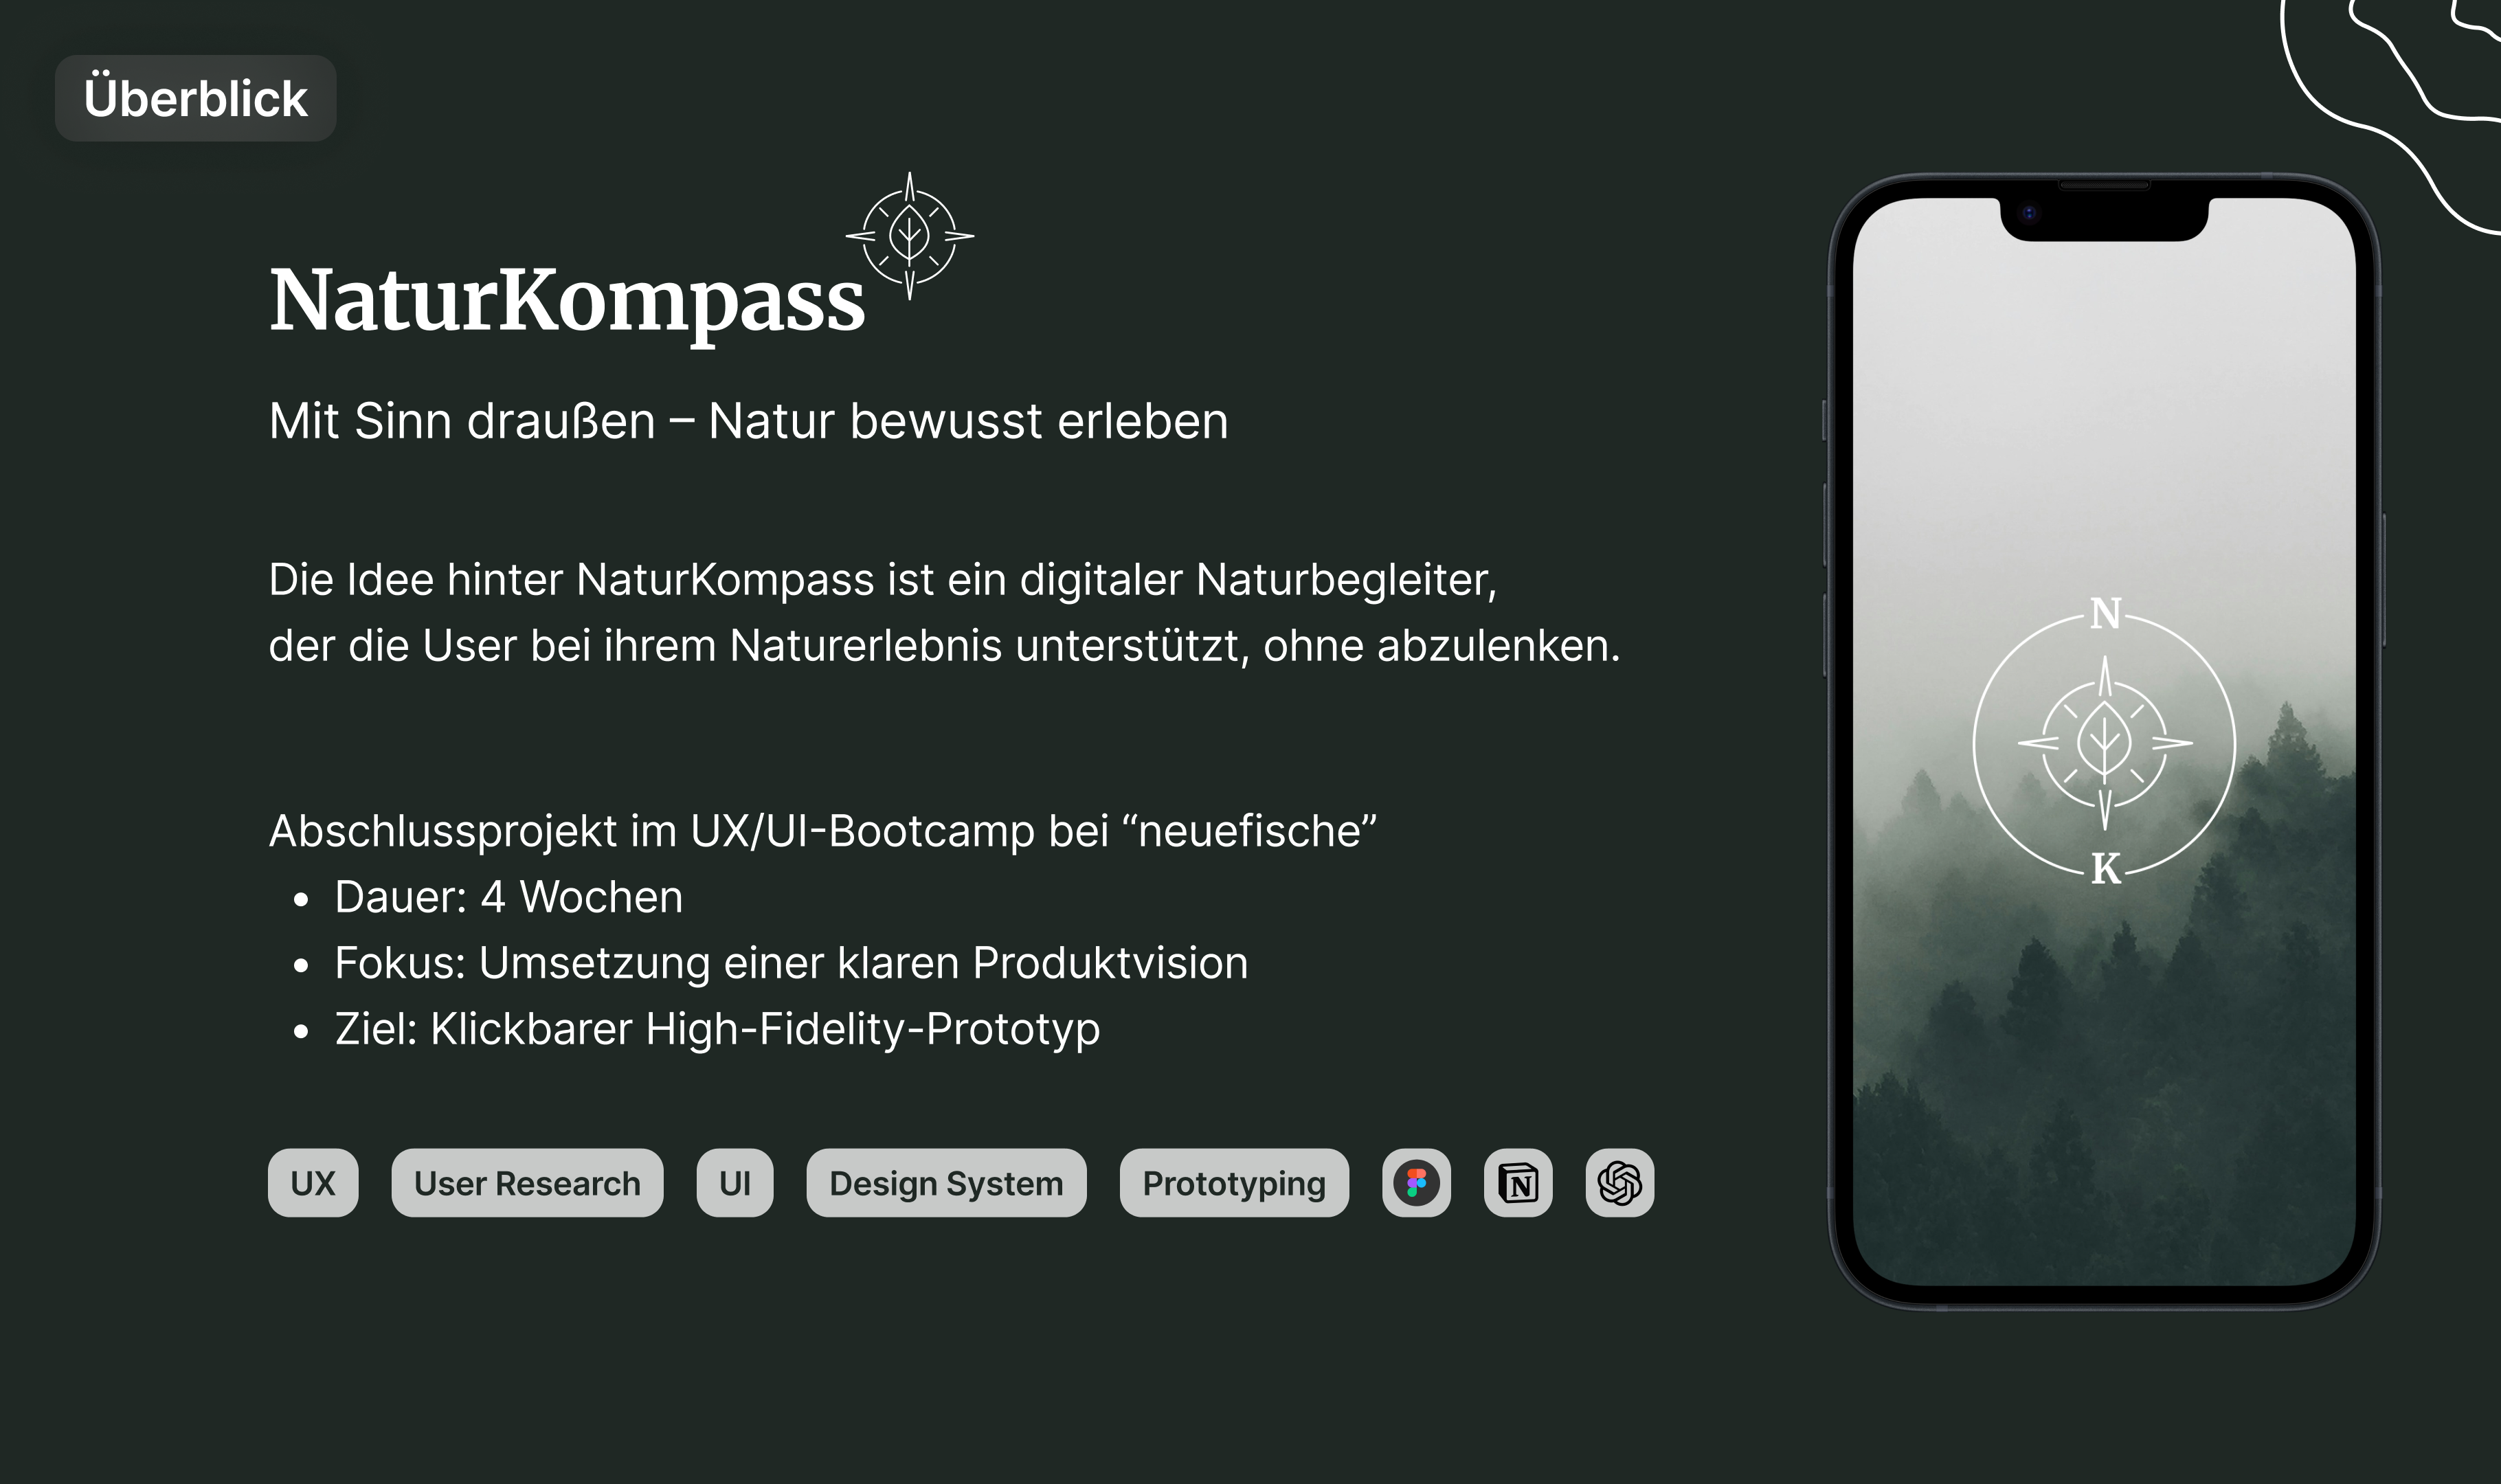 Überblick
NaturKompass
Mit Sinn draußen – Natur bewusst erleben
Die Idee hinter NaturKompass ist ein digitaler Naturbegleiter,
der die User bei ihrem Naturerlebnis unterstützt, ohne abzulenken.
Abschlussprojekt im UX/UI-Bootcamp bei “neuefische”
• Dauer: 4 Wochen
• Fokus: Umsetzung einer klaren Produktvision
• Ziel: Klickbarer High-Fidelity-Prototyp
UX User Research UI Design System Prototyping N
N
K